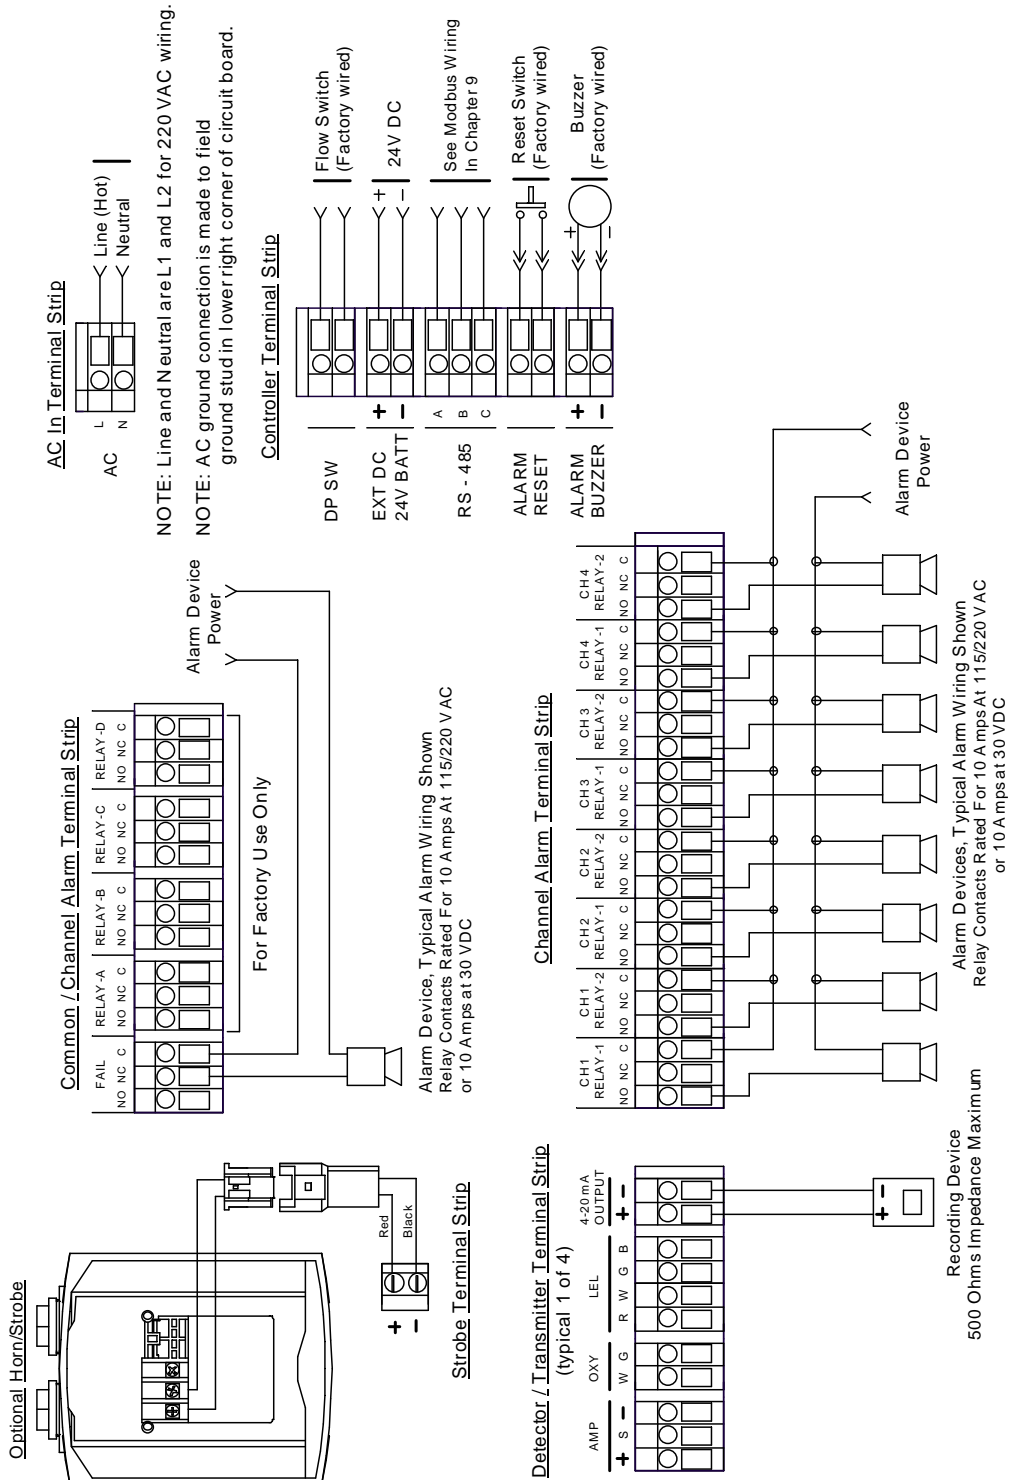 Optional Horn/Strobe
Red
Black
+
−
Strobe Terminal Strip
Common / Channel Alarm Terminal Strip
FAIL
RELAY-A
RELAY-B
RELAY-C
RELAY-D
NO NC C
NO NC C
NO NC C
NO NC C
NO NC C
For Factory Use Only
Alarm Device
Power
Alarm Device, Typical Alarm Wiring Shown
Relay Contacts Rated For 10 Amps At 115/220 VAC
or 10 Amps at 30 VDC
AC In Terminal Strip
L
N
AC
Line (Hot)
Neutral
NOTE: Line and Neutral are L1 and L2 for 220 VAC wiring.
NOTE: AC ground connection is made to field
ground stud in lower right corner of circuit board.
Controller Terminal Strip
DP SW
Flow Switch
(Factory wired)
EXT DC
24V BATT
+
−
+
−
24V DC
RS - 485
A
B
C
See Modbus Wiring
In Chapter 9
ALARM
RESET
Reset Switch
(Factory wired)
ALARM
BUZZER
+
−
+
−
Buzzer
(Factory wired)
Detector / Transmitter Terminal Strip
(typical 1 of 4)
AMP
+ S −
OXY
W G
LEL
R W G B
4-20mA
OUTPUT
+ −
+ −
Recording Device
500 Ohms Impedance Maximum
Channel Alarm Terminal Strip
CH1
RELAY-1
NO NC C
CH1
RELAY-2
NO NC C
CH2
RELAY-1
NO NC C
CH2
RELAY-2
NO NC C
CH3
RELAY-1
NO NC C
CH3
RELAY-2
NO NC C
CH4
RELAY-1
NO NC C
CH4
RELAY-2
NO NC C
Alarm Device
Power
Alarm Devices, Typical Alarm Wiring Shown
Relay Contacts Rated For 10 Amps At 115/220 VAC
or 10 Amps at 30 VDC